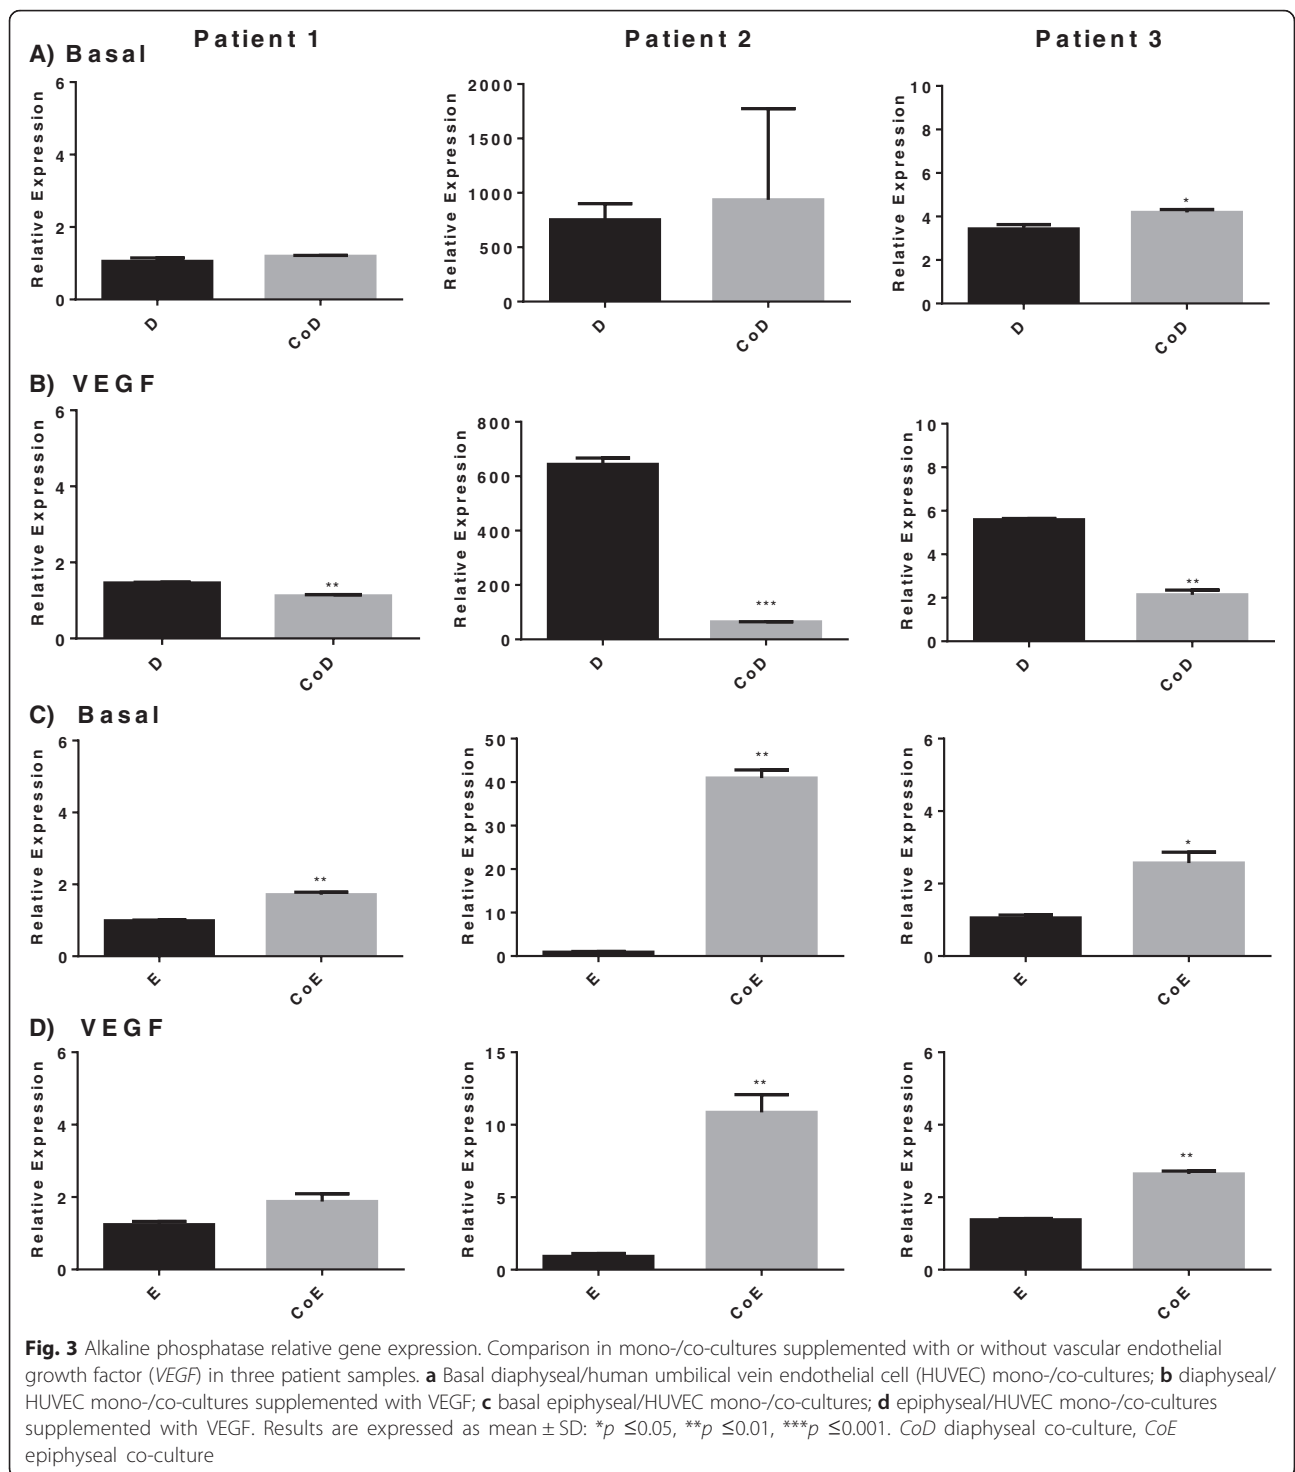 Patient 1 Patient 2 Patient 3
A) Basal
Relative Expression
6
4
2
0
D CoD
Relative Expression
2000
1500
1000
500
0
D CoD
Relative Expression
10
8
6
4
2
0
*
D CoD
B) VEGF
Relative Expression
6
4
2
0
**
D CoD
Relative Expression
800
600
400
200
0
***
D CoD
Relative Expression
10
8
6
4
2
0
**
D CoD
C) Basal
Relative Expression
6
4
2
0
**
E CoE
Relative Expression
50
40
30
20
10
0
**
E CoE
Relative Expression
6
4
2
0
*
E CoE
D) VEGF
Relative Expression
6
4
2
0
E CoE
Relative Expression
15
10
5
0
**
E CoE
Relative Expression
6
4
2
0
**
E CoE
Fig. 3 Alkaline phosphatase relative gene expression. Comparison in mono-/co-cultures supplemented with or without vascular endothelial
growth factor (VEGF) in three patient samples. a Basal diaphyseal/human umbilical vein endothelial cell (HUVEC) mono-/co-cultures; b diaphyseal/
HUVEC mono-/co-cultures supplemented with VEGF; c basal epiphyseal/HUVEC mono-/co-cultures; d epiphyseal/HUVEC mono-/co-cultures
supplemented with VEGF. Results are expressed as mean ± SD: *p ≤0.05, **p ≤0.01, ***p ≤0.001. CoD diaphyseal co-culture, CoE
epiphyseal co-culture